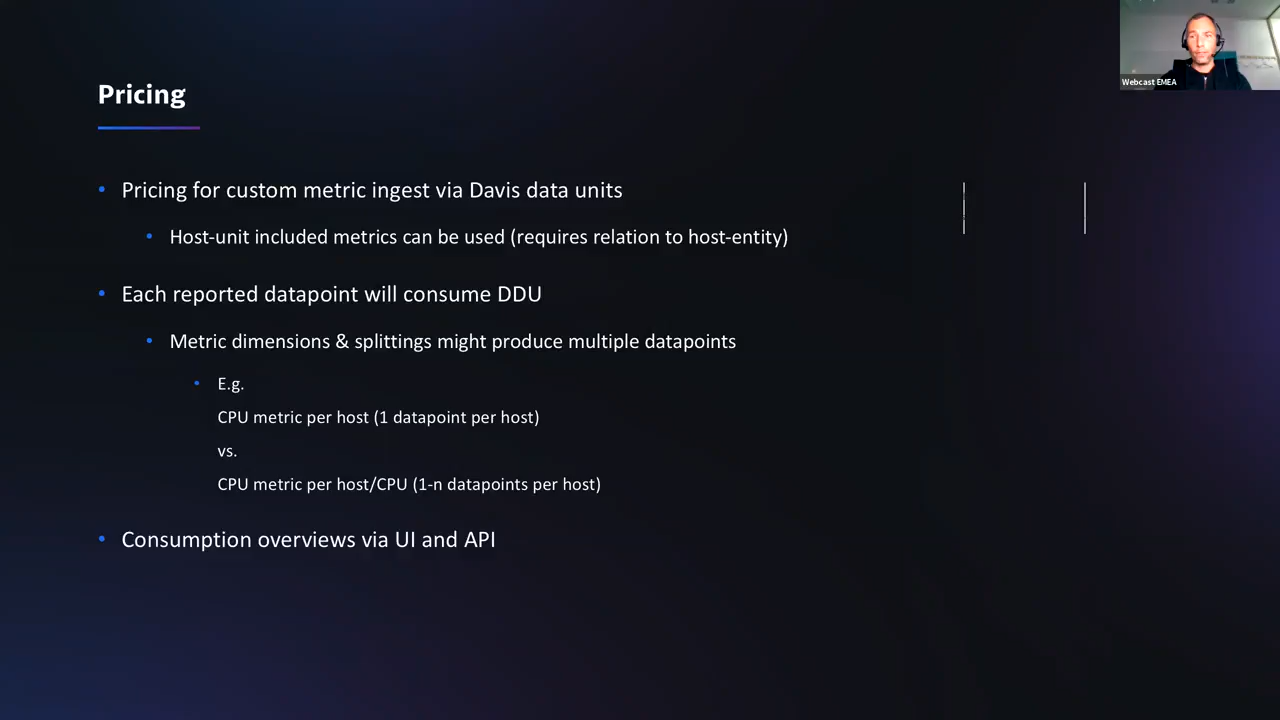 Pricing
Webcast EMEA
• Pricing for custom metric ingest via Davis data units
• Host-unit included metrics can be used (requires relation to host-entity)
• Each reported datapoint will consume DDU
• Metric dimensions & splittings might produce multiple datapoints
• E.g.
CPU metric per host (1 datapoint per host)
vs.
CPU metric per host/CPU (1-n datapoints per host)
• Consumption overviews via UI and API